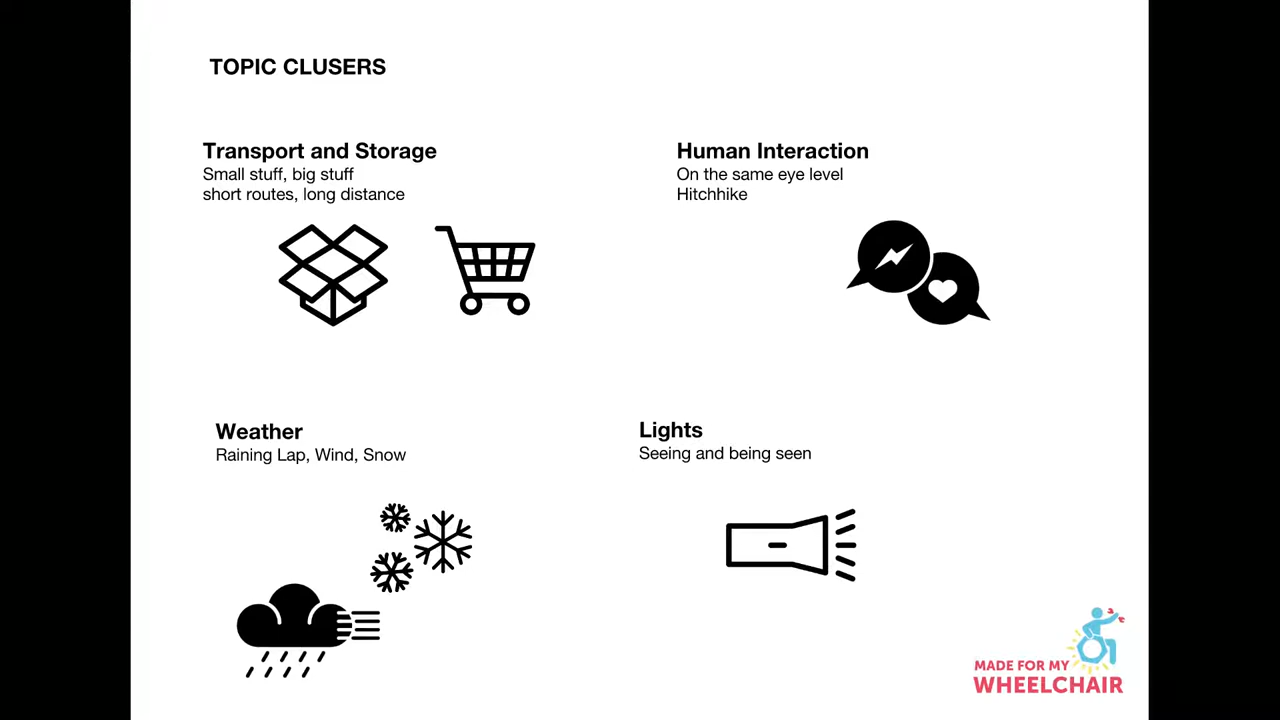 TOPIC CLUSERS
Transport and Storage
Small stuff, big stuff
short routes, long distance
Human Interaction
On the same eye level
Hitchhike
Weather
Raining Lap, Wind, Snow
Lights
Seeing and being seen
MADE FOR MY
WHEELCHAIR